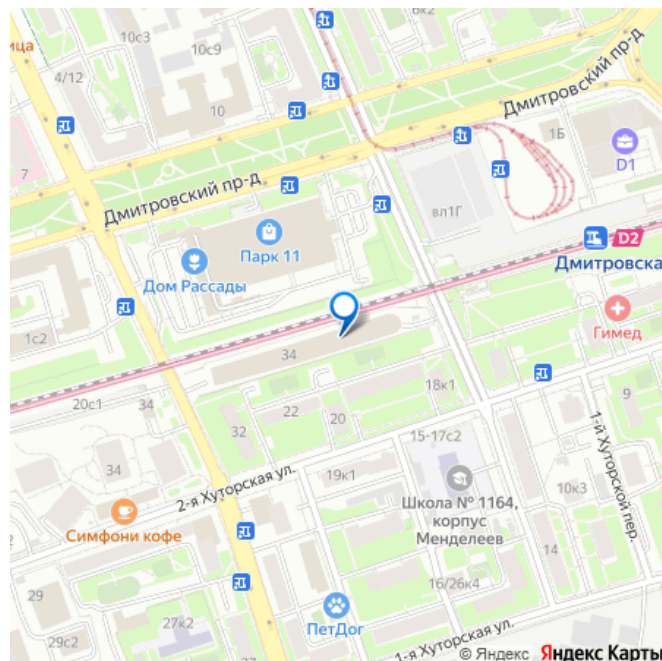 6к2
10с3
ица
10с9
4/12
10
Дмитровский пр-д
1Б
D1
7
вл1Г
Дмитровский пр-д
Парк 11
D2
Дмитровска
Дом Рассады
Гимед
1с2
34
18к1
9
20с1
34
22
20
32
15-17с2
1-й Хуторской пер.
34
2-я Хуторская ул.
19к1
10к3
Школа № 1164,
корпус
Менделеев
Симфони кофе
14
29
16/26к4
27к2
ПетДог
29с2
1-я Хуторская ул.
© Яндекс Яндекс Карты